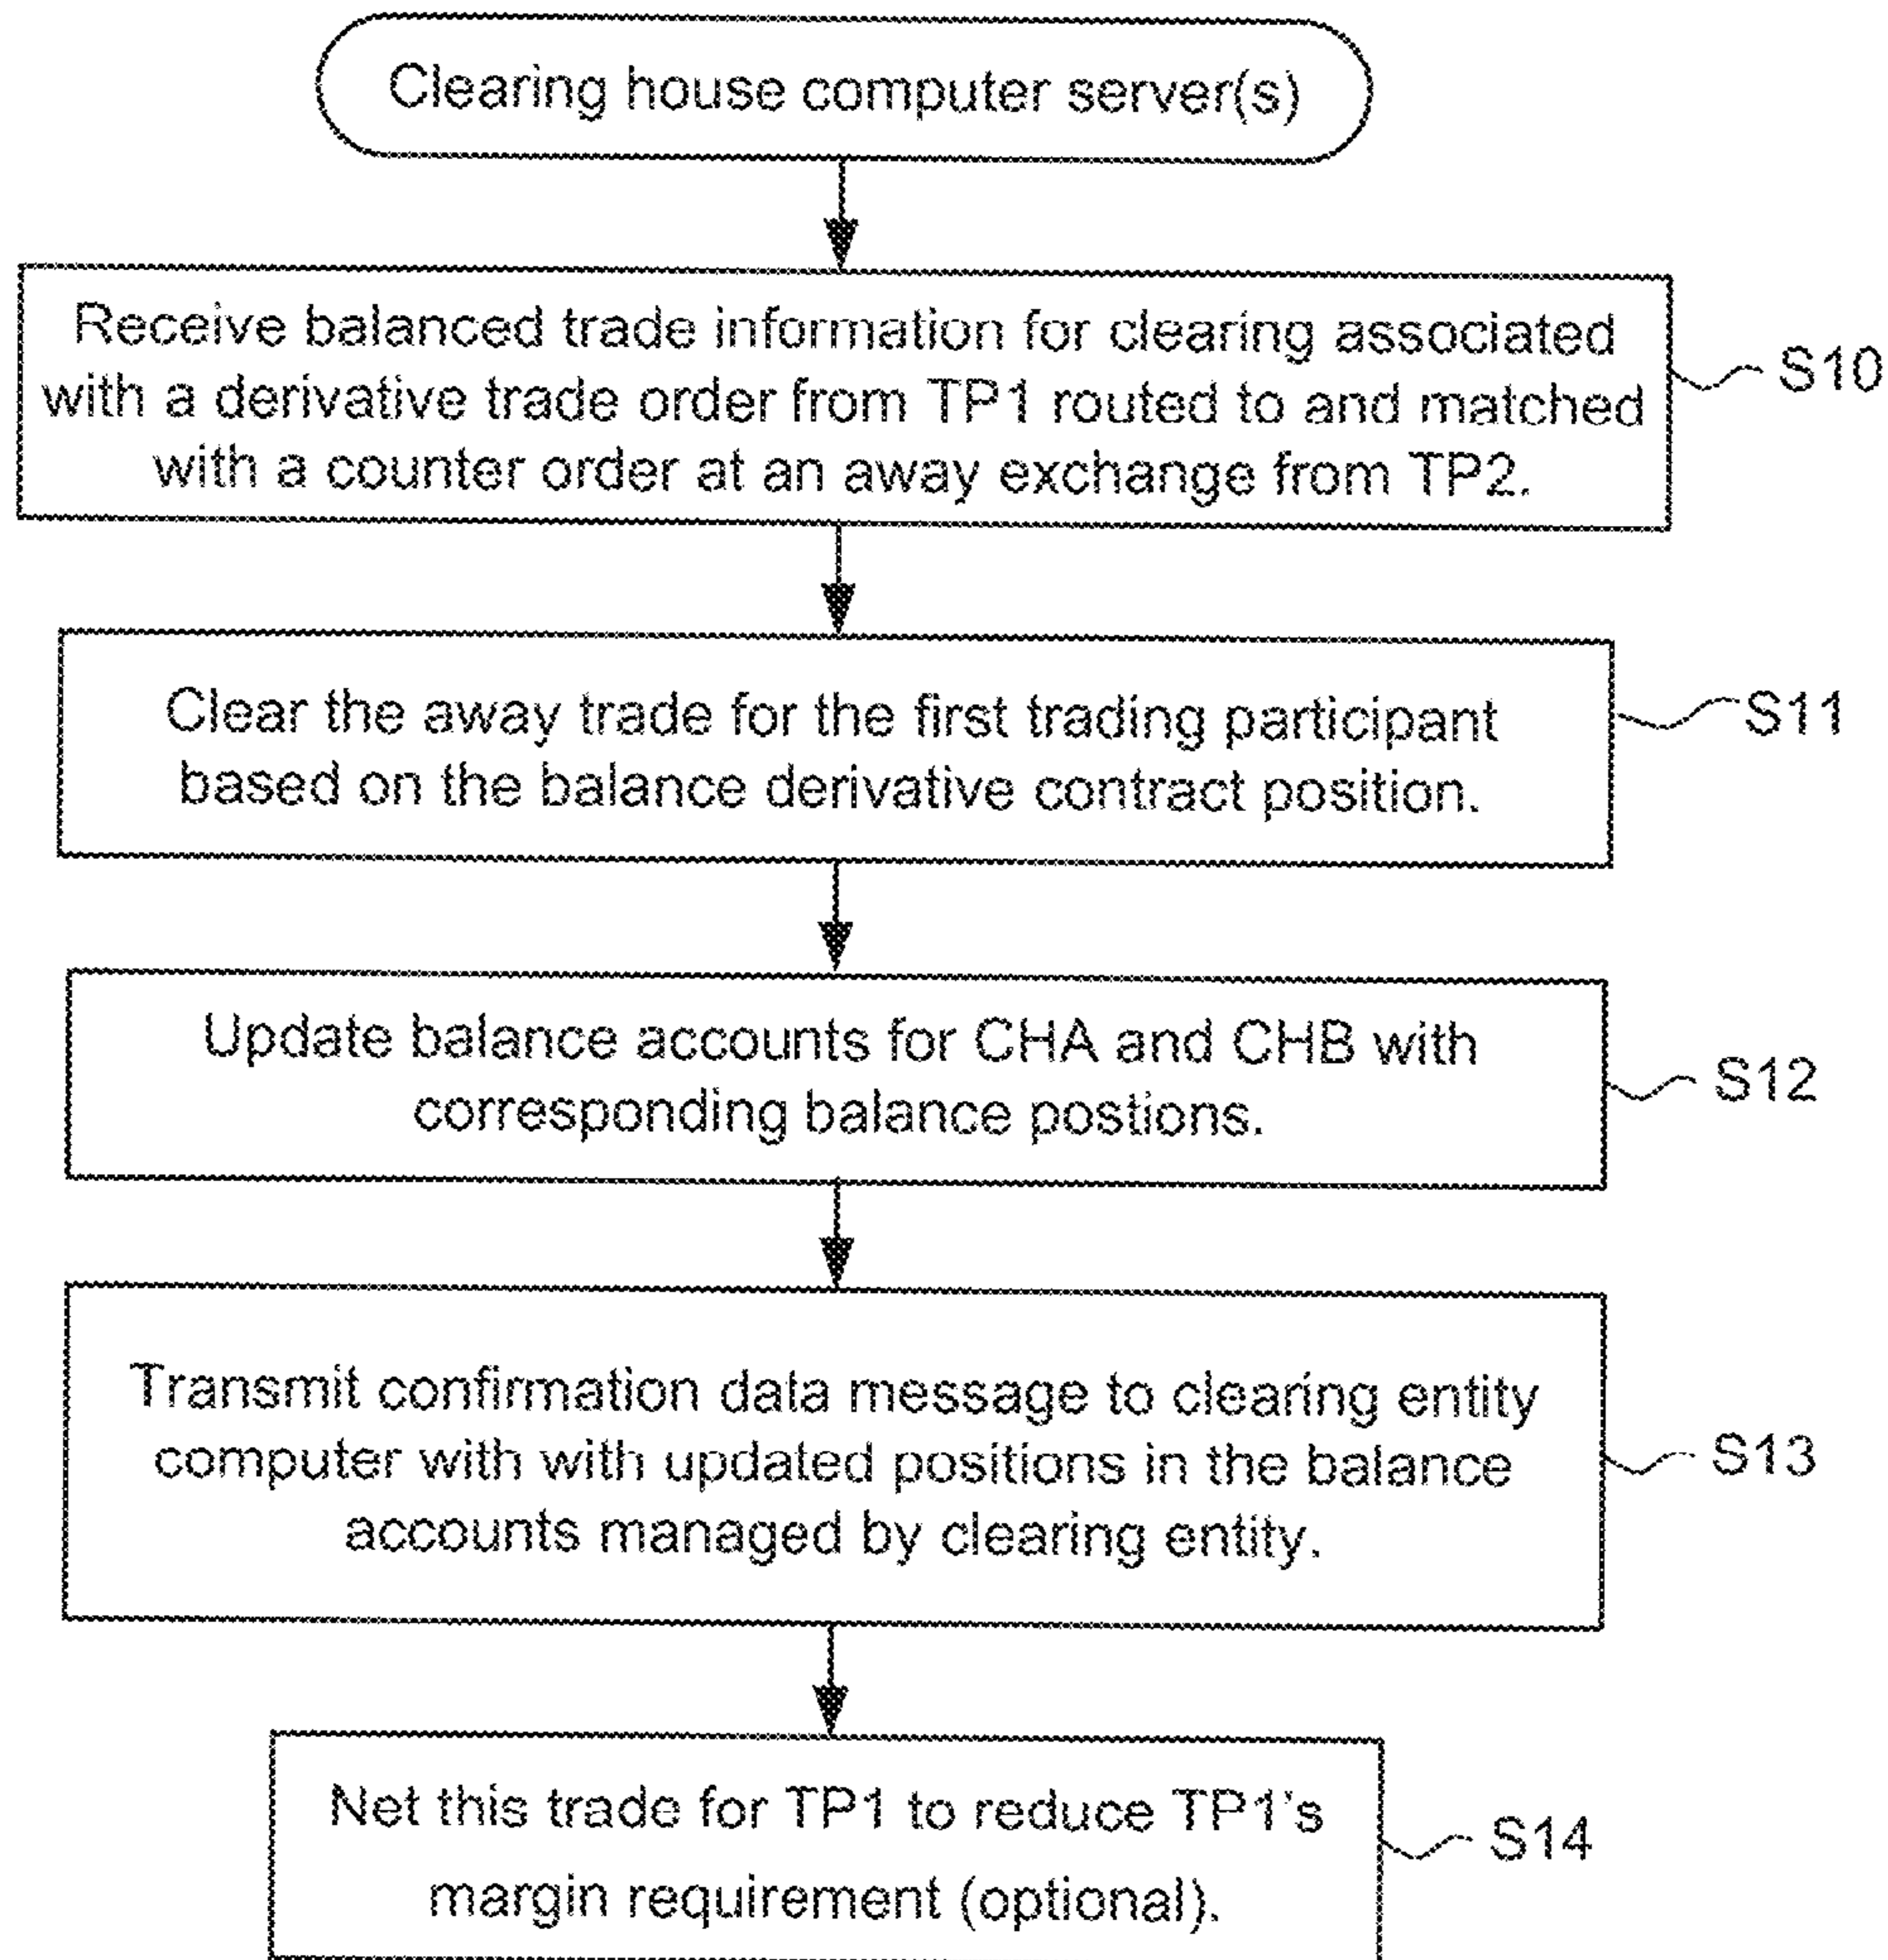 Clearing house computer server(s)
Receive balanced trade information for clearing associated
with a derivative trade order from TP1 routed to and matched
with a counter order at an away exchange from TP2.
S10
Clear the away trade for the first trading participant
based on the balance derivative contract position.
S11
Update balance accounts for CHA and CHB with
corresponding balance postions.
S12
Transmit confirmation data message to clearing entity
computer with with updated positions in the balance
accounts managed by clearing entity.
S13
Net this trade for TP1 to reduce TP1's
margin requirement (optional).
S14